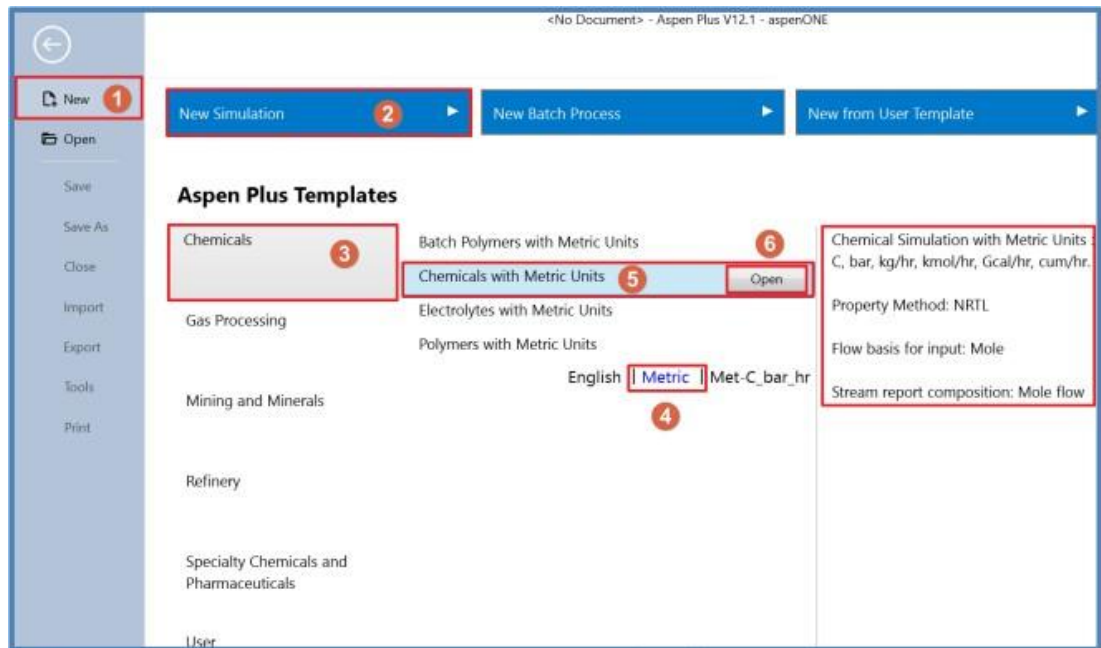 <No Document> - Aspen Plus V12.1 - aspenONE
New 1
Open
Save
Save As
Close
Import
Export
Tools
Print
New Simulation 2
New Batch Process
New from User Template
Aspen Plus Templates
Chemicals 3
Gas Processing
Mining and Minerals
Refinery
Specialty Chemicals and
Pharmaceuticals
User
Batch Polymers with Metric Units
6
Chemicals with Metric Units 5 Open
Electrolytes with Metric Units
Polymers with Metric Units
English | Metric | Met-C_bar_hr
4
Chemical Simulation with Metric Units :
C, bar, kg/hr, kmol/hr, Gcal/hr, cum/hr.
Property Method: NRTL
Flow basis for input: Mole
Stream report composition: Mole flow